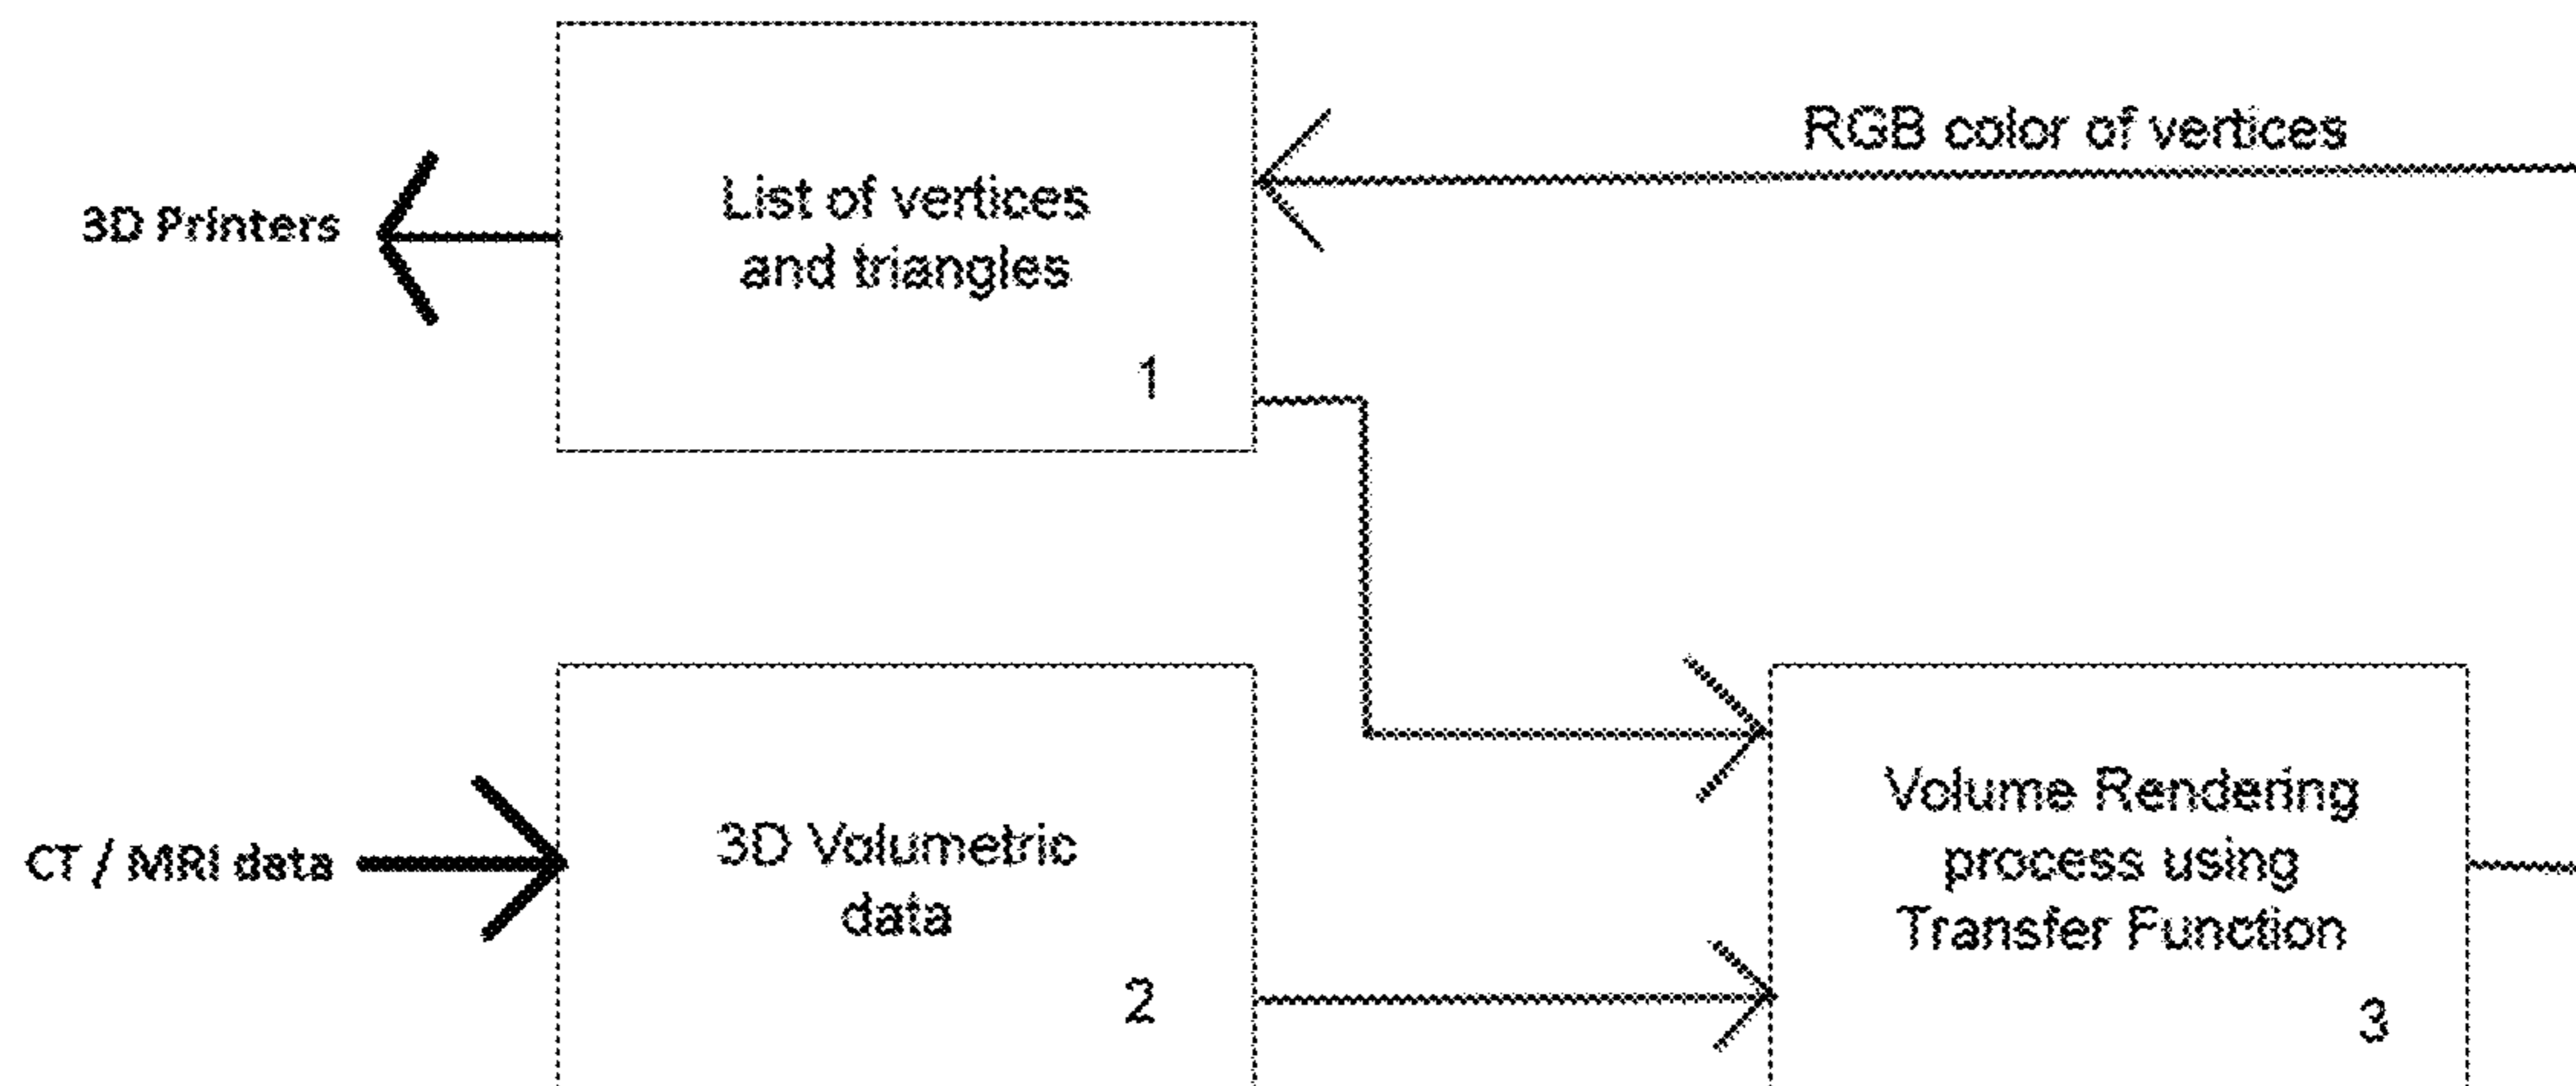 RGB color of vertices
3D Printers
List of vertices
and triangles
1
CT / MRI data
3D Volumetric
data
2
Volume Rendering
process using
Transfer Function
3